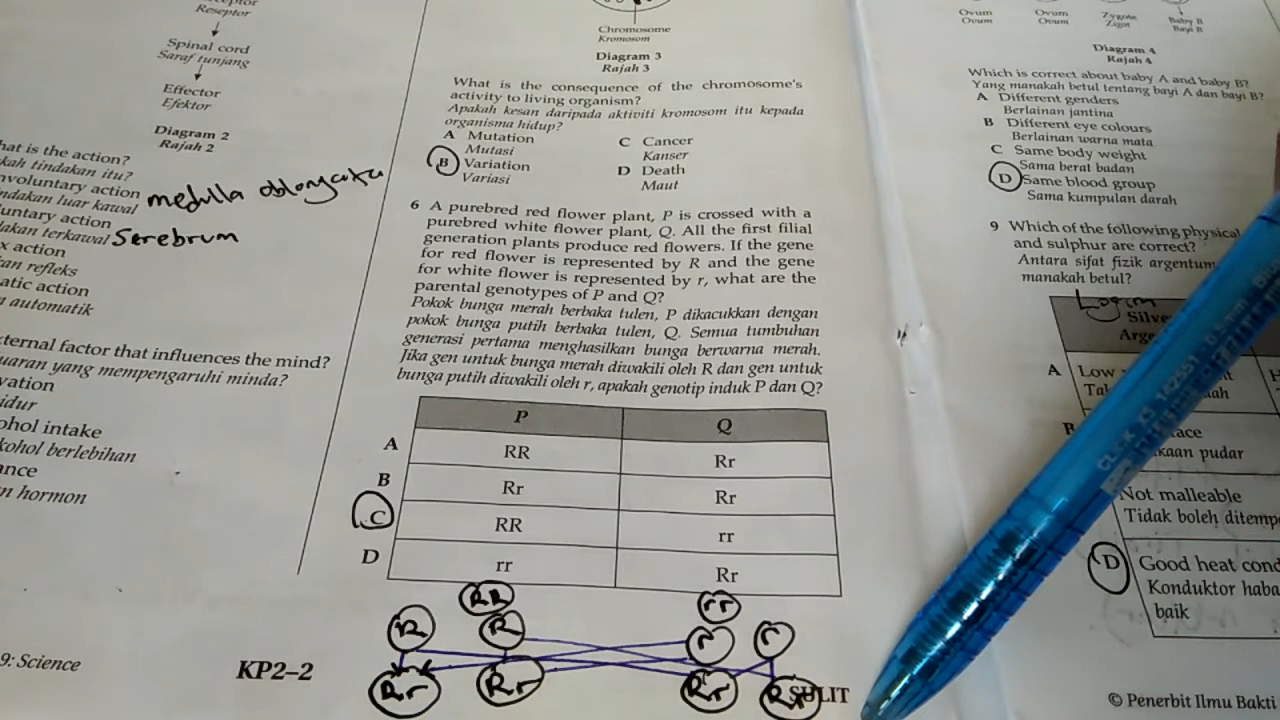 Reseptor
Spinal cord
Saraf tunjang
Effector
Efektor
Diagram 2
Rajah 2
hat is the action?
kah tindakan itu?
nvoluntary action
ndakan luar kawal medulla oblongata
untary action
dakan terkawal Serebrum
x action
an refleks
atic action
automatik
ternal factor that influences the mind?
uaran yang mempengaruhi minda?
vation
idur
ohol intake
kohol berlebihan
ance
n hormon
9: Science
KP2–2
Chromosome
Kromosom
Diagram 3
Rajah 3
What is the consequence of the chromosome's
activity to living organism?
Apakah kesan daripada aktiviti kromosom itu kepada
organisma hidup?
A Mutation
Mutasi
B Variation
Variasi
C Cancer
Kanser
D Death
Maut
6 A purebred red flower plant, P is crossed with a
purebred white flower plant, Q. All the first filial
generation plants produce red flowers. If the gene
for red flower is represented by R and the gene
for white flower is represented by r, what are the
parental genotypes of P and Q?
Pokok bunga merah berbaka tulen, P dikacukkan dengan
pokok bunga putih berbaka tulen, Q. Semua tumbuhan
generasi pertama menghasilkan bunga berwarna merah.
Jika gen untuk bunga merah diwakili oleh R dan gen untuk
bunga putih diwakili oleh r, apakah genotip induk P dan Q?
P Q
A RR Rr
B Rr Rr
C RR rr
D rr Rr
RR rr
R R r r
Rr Rr Rr Rr
SULIT
Ovum Ovum Zygote Baby B
Ovum Ovum Zigot Bayi B
Diagram 4
Rajah 4
Which is correct about baby A and baby B?
Yang manakah betul tentang bayi A dan bayi B?
A Different genders
Berlainan jantina
B Different eye colours
Berlainan warna mata
C Same body weight
Sama berat badan
D Same blood group
Sama kumpulan darah
9 Which of the following physical
and sulphur are correct?
Antara sifat fizik argentum
manakah betul?
Silve
Arge
A Low
kaan pudar
Not malleable
Tidak boleh ditemp
D Good heat cond
Konduktor haba
baik
© Penerbit Ilmu Bakti